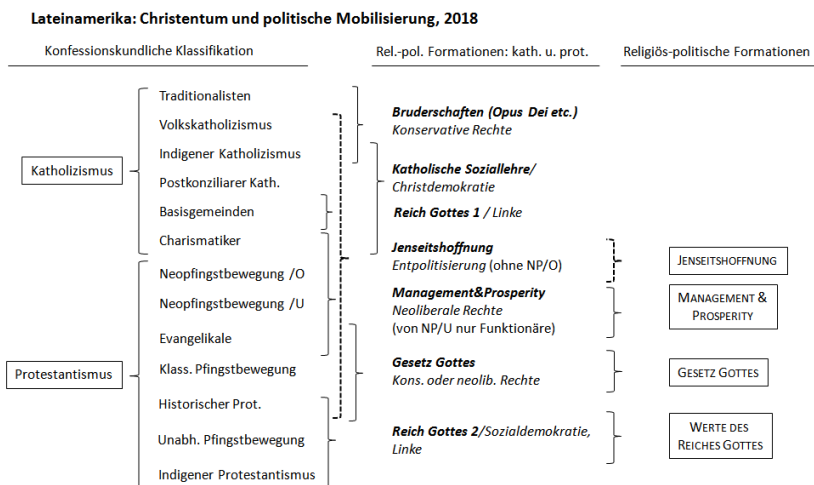 Lateinamerika: Christentum und politische Mobilisierung, 2018
Konfessionskundliche Klassifikation
Rel.-pol. Formationen: kath. u. prot.
Religiös-politische Formationen
Katholizismus
Traditionalisten
Volkskatholizismus
Indigener Katholizismus
Postkonziliarer Kath.
Basisgemeinden
Charismatiker
Protestantismus
Neopfingstbewegung /O
Neopfingstbewegung /U
Evangelikale
Klass. Pfingstbewegung
Historischer Prot.
Unabh. Pfingstbewegung
Indigener Protestantismus
Bruderschaften (Opus Dei etc.)
Konservative Rechte
Katholische Soziallehre/
Christdemokratie
Reich Gottes 1 / Linke
Jenseitshoffnung
Entpolitisierung (ohne NP/O)
Management&Prosperity
Neoliberale Rechte
(von NP/U nur Funktionäre)
Gesetz Gottes
Kons. oder neolib. Rechte
Reich Gottes 2/Sozialdemokratie,
Linke
JENSEITSHOFFNUNG
MANAGEMENT &
PROSPERITY
GESETZ GOTTES
WERTE DES
REICHES GOTTES